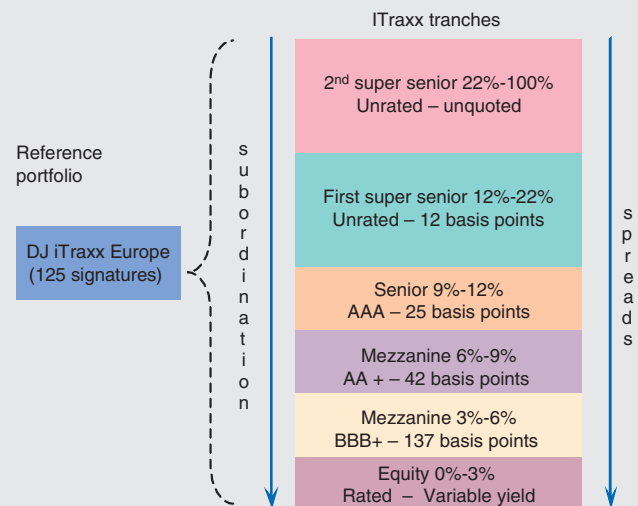 ITraxx tranches
Reference
portfolio
DJ iTraxx Europe
(125 signatures)
subordination
2nd super senior 22%-100%
Unrated – unquoted
First super senior 12%-22%
Unrated – 12 basis points
Senior 9%-12%
AAA – 25 basis points
Mezzanine 6%-9%
AA + – 42 basis points
Mezzanine 3%-6%
BBB+ – 137 basis points
Equity 0%-3%
Rated – Variable yield
spreads